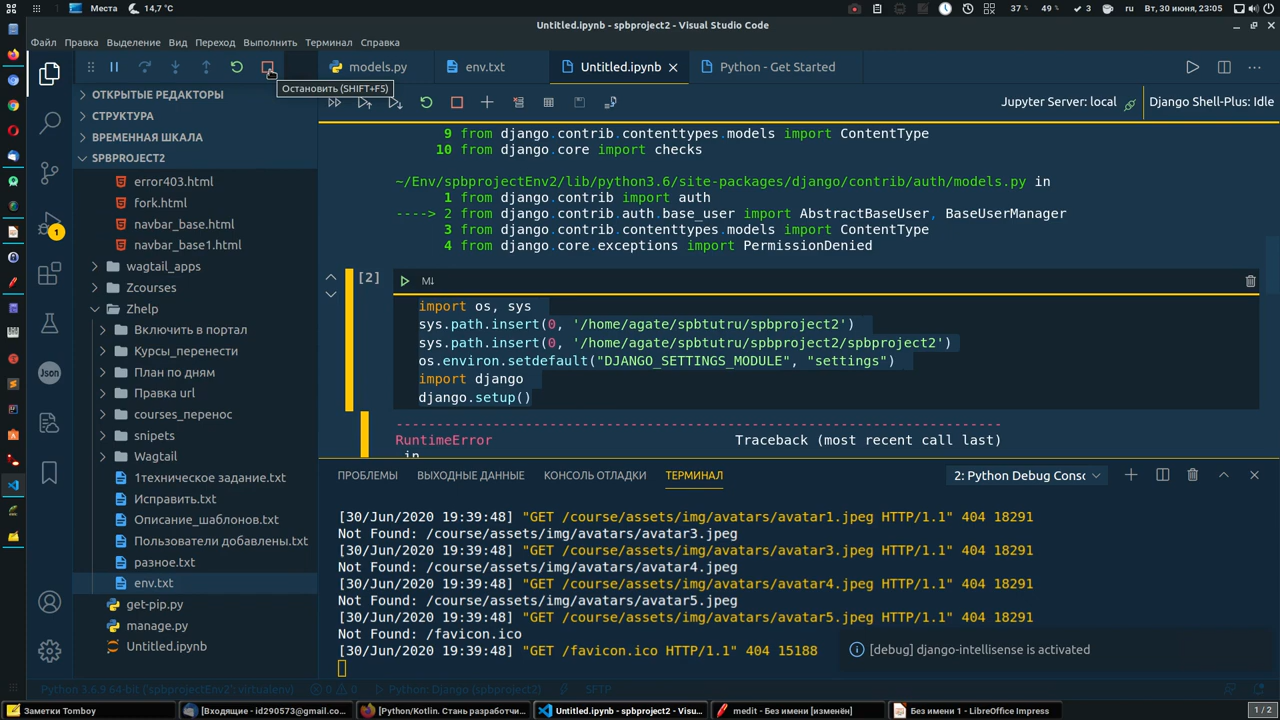 Меню
14,7 °C
37 %
49 %
3
ru
Вт, 30 июня, 23:05
Untitled.ipynb - spbproject2 - Visual Studio Code
Файл Правка Выделение Вид Переход Выполнить Терминал Справка
models.py
env.txt
Untitled.ipynb
Python - Get Started
Остановить (SHIFT+F5)
Jupyter Server: local
Django Shell-Plus: Idle
ОТКРЫТЫЕ РЕДАКТОРЫ
СТРУКТУРА
ВРЕМЕННАЯ ШКАЛА
SPBPROJECT2
error403.html
fork.html
navbar_base.html
navbar_base1.html
wagtail_apps
Zcourses
Zhelp
Включить в портал
Курсы_перенести
План по дням
Правка url
courses_перенос
snipets
Wagtail
1техническое задание.txt
Исправить.txt
Описание_шаблонов.txt
Пользователи добавлены.txt
разное.txt
env.txt
get-pip.py
manage.py
Untitled.ipynb
1
Json
9 from django.contrib.contenttypes.models import ContentType
10 from django.core import checks
~/Env/spbprojectEnv2/lib/python3.6/site-packages/django/contrib/auth/models.py in
1 from django.contrib import auth
----> 2 from django.contrib.auth.base_user import AbstractBaseUser, BaseUserManager
3 from django.contrib.contenttypes.models import ContentType
4 from django.core.exceptions import PermissionDenied
[2]
M↓
import os, sys
sys.path.insert(0, '/home/agate/spbtutru/spbproject2')
sys.path.insert(0, '/home/agate/spbtutru/spbproject2/spbproject2')
os.environ.setdefault("DJANGO_SETTINGS_MODULE", "settings")
import django
django.setup()
---------------------------------------------------------------------------
RuntimeError Traceback (most recent call last)
in
ПРОБЛЕМЫ ВЫХОДНЫЕ ДАННЫЕ КОНСОЛЬ ОТЛАДКИ ТЕРМИНАЛ
2: Python Debug Consc
[30/Jun/2020 19:39:48] "GET /course/assets/img/avatars/avatar1.jpeg HTTP/1.1" 404 18291
Not Found: /course/assets/img/avatars/avatar3.jpeg
[30/Jun/2020 19:39:48] "GET /course/assets/img/avatars/avatar3.jpeg HTTP/1.1" 404 18291
Not Found: /course/assets/img/avatars/avatar4.jpeg
[30/Jun/2020 19:39:48] "GET /course/assets/img/avatars/avatar4.jpeg HTTP/1.1" 404 18291
Not Found: /course/assets/img/avatars/avatar5.jpeg
[30/Jun/2020 19:39:48] "GET /course/assets/img/avatars/avatar5.jpeg HTTP/1.1" 404 18291
Not Found: /favicon.ico
[30/Jun/2020 19:39:48] "GET /favicon.ico HTTP/1.1" 404 15188
[debug] django-intellisense is activated
Python 3.6.9 64-bit ('spbprojectEnv2': virtualenv)
0 0
Python: Django (spbproject2)
SFTP
Заметки Tomboy
[Входящие - id290573@gmail.co...
[Python/Kotlin. Стань разработчи...
Untitled.ipynb - spbproject2 - Visu...
medit - Без имени [изменён]
Без имени 1 - LibreOffice Impress
1 / 2